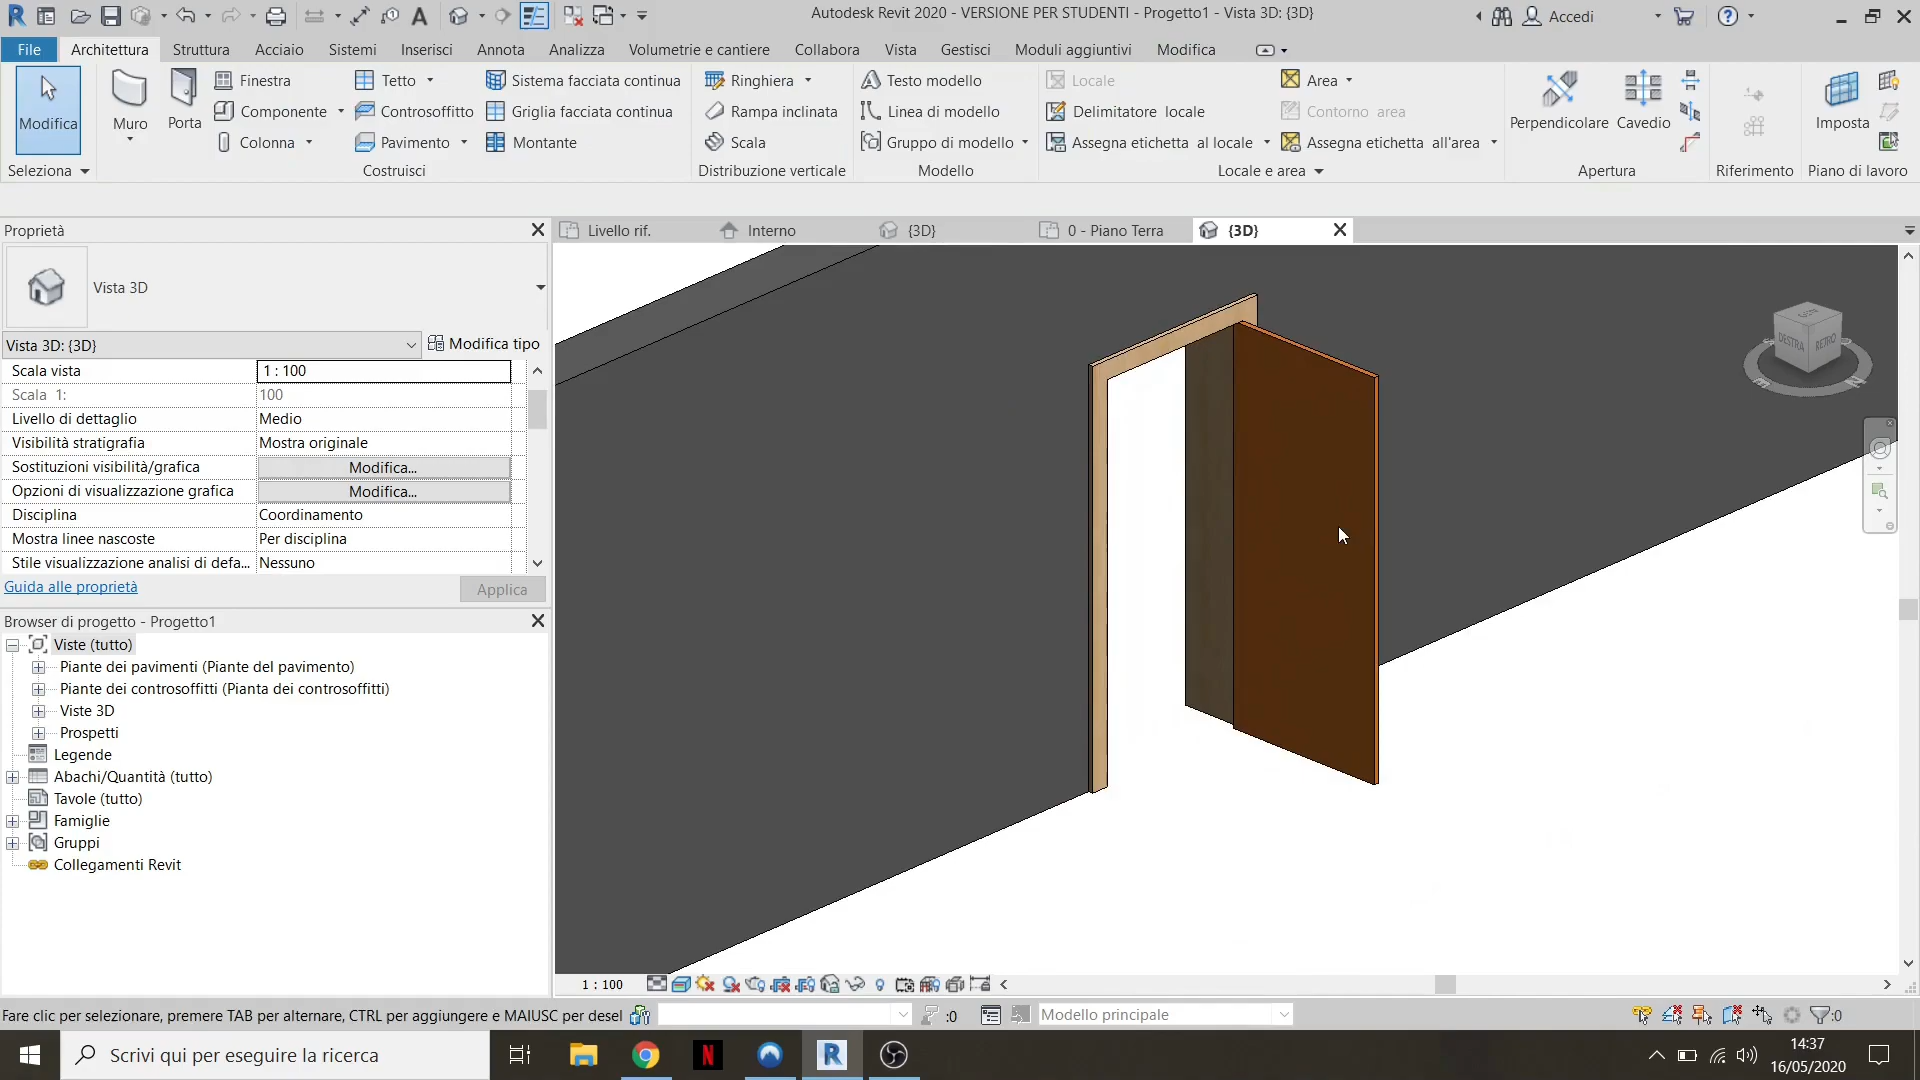 Autodesk Revit 2020 - VERSIONE PER STUDENTI - Progetto1 - Vista 3D: {3D}
Accedi
File Architettura Struttura Acciaio Sistemi Inserisci Annota Analizza Volumetrie e cantiere Collabora Vista Gestisci Moduli aggiuntivi Modifica
Modifica
Muro
Porta
Finestra
Componente
Colonna
Tetto
Controsoffitto
Pavimento
Sistema facciata continua
Griglia facciata continua
Montante
Ringhiera
Rampa inclinata
Scala
Testo modello
Linea di modello
Gruppo di modello
Locale
Delimitatore locale
Assegna etichetta al locale
Area
Contorno area
Assegna etichetta all'area
Perpendicolare
Cavedio
Imposta
Seleziona Costruisci Distribuzione verticale Modello Locale e area Apertura Riferimento Piano di lavoro
Proprietà
Livello rif. Interno {3D} 0 - Piano Terra {3D}
Vista 3D
Vista 3D: {3D} Modifica tipo
Scala vista 1 : 100
Scala 1: 100
Livello di dettaglio Medio
Visibilità stratigrafia Mostra originale
Sostituzioni visibilità/grafica Modifica...
Opzioni di visualizzazione grafica Modifica...
Disciplina Coordinamento
Mostra linee nascoste Per disciplina
Stile visualizzazione analisi di defa... Nessuno
Guida alle proprietà Applica
DESTRA RETRO
Browser di progetto - Progetto1
Viste (tutto)
Piante dei pavimenti (Piante del pavimento)
Piante dei controsoffitti (Pianta dei controsoffitti)
Viste 3D
Prospetti
Legende
Abachi/Quantità (tutto)
Tavole (tutto)
Famiglie
Gruppi
Collegamenti Revit
1 : 100
Fare clic per selezionare, premere TAB per alternare, CTRL per aggiungere e MAIUSC per desel :0 Modello principale :0
Scrivi qui per eseguire la ricerca
14:37
16/05/2020